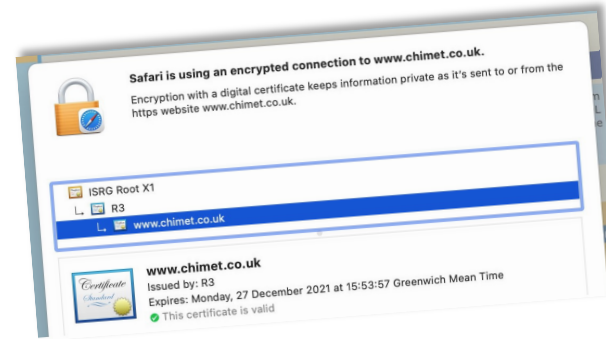 Safari is using an encrypted connection to www.chimet.co.uk.
Encryption with a digital certificate keeps information private as it's sent to or from the
https website www.chimet.co.uk.
ISRG Root X1
R3
www.chimet.co.uk
Certificate
Standard
www.chimet.co.uk
Issued by: R3
Expires: Monday, 27 December 2021 at 15:53:57 Greenwich Mean Time
This certificate is valid